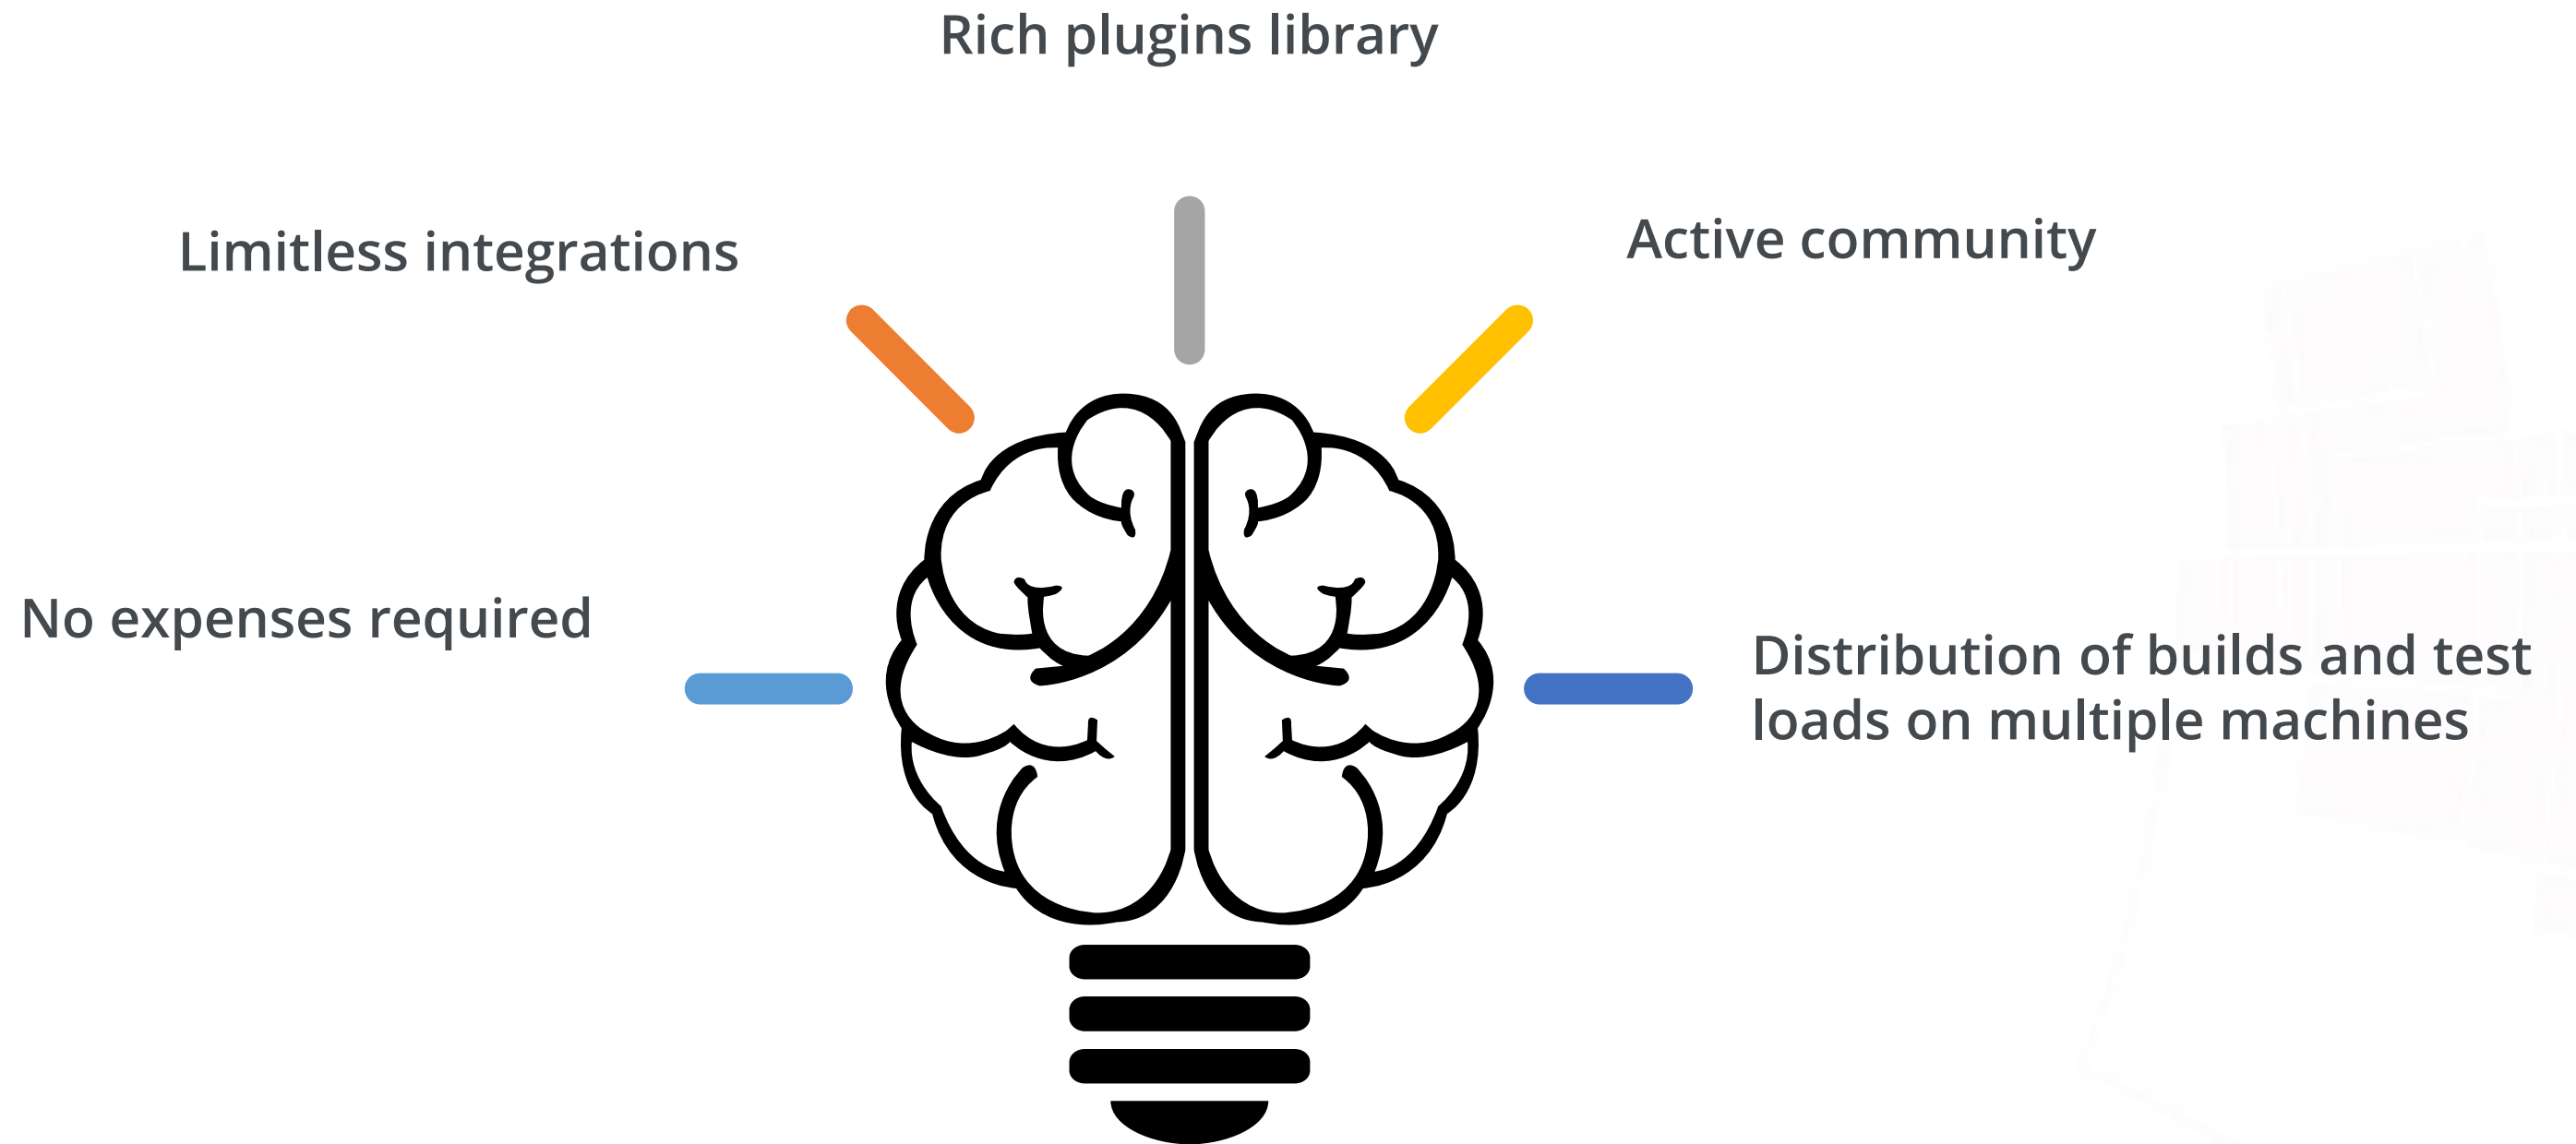 Rich plugins library
Limitless integrations
Active community
No expenses required
Distribution of builds and test
loads on multiple machines